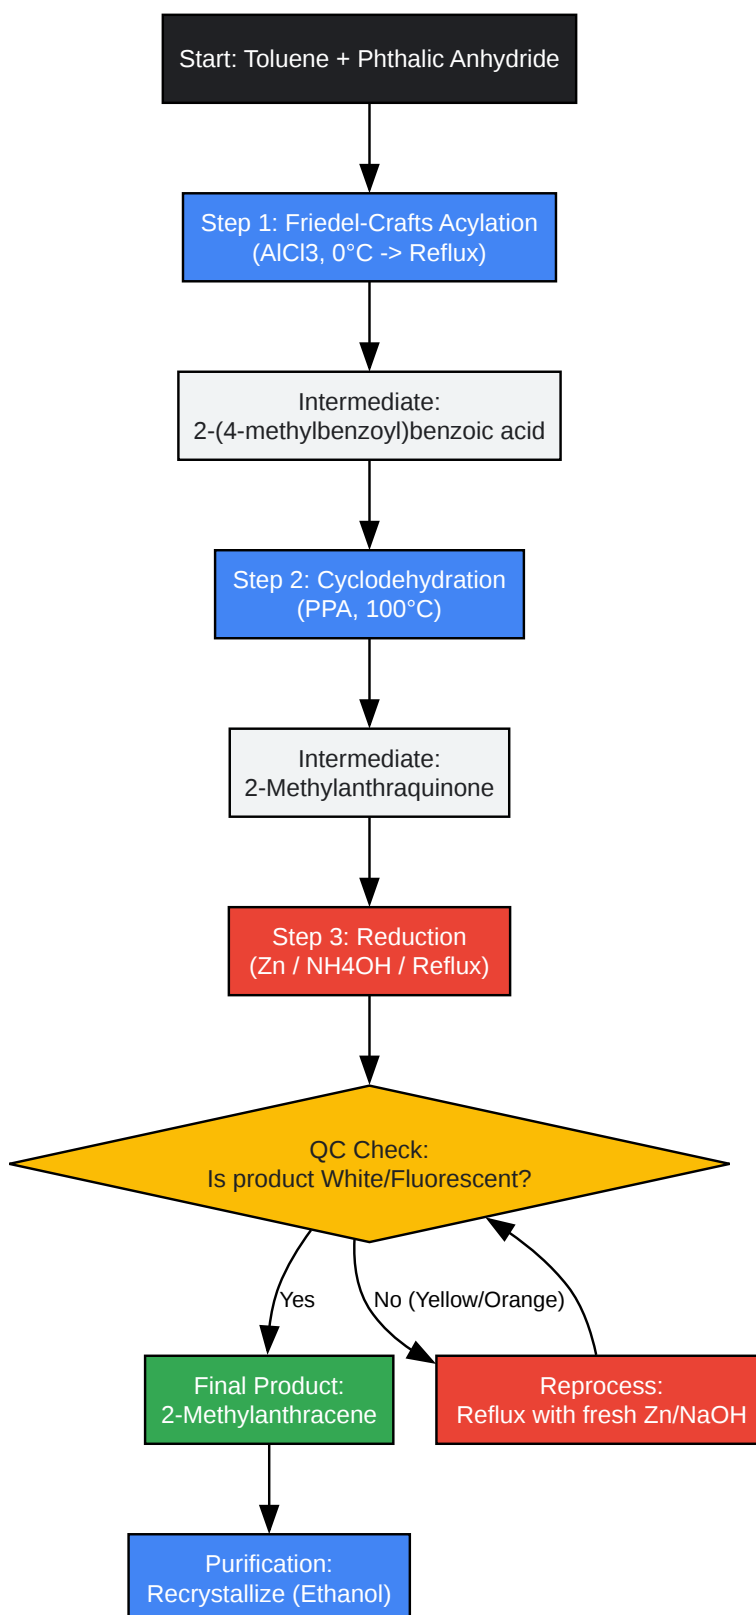 Start: Toluene + Phthalic Anhydride
Step 1: Friedel-Crafts Acylation
(AlCl3, 0°C -> Reflux)
Intermediate:
2-(4-methylbenzoyl)benzoic acid
Step 2: Cyclodehydration
(PPA, 100°C)
Intermediate:
2-Methylanthraquinone
Step 3: Reduction
(Zn / NH4OH / Reflux)
QC Check:
Is product White/Fluorescent?
Yes
No (Yellow/Orange)
Final Product:
2-Methylanthracene
Reprocess:
Reflux with fresh Zn/NaOH
Purification:
Recrystallize (Ethanol)